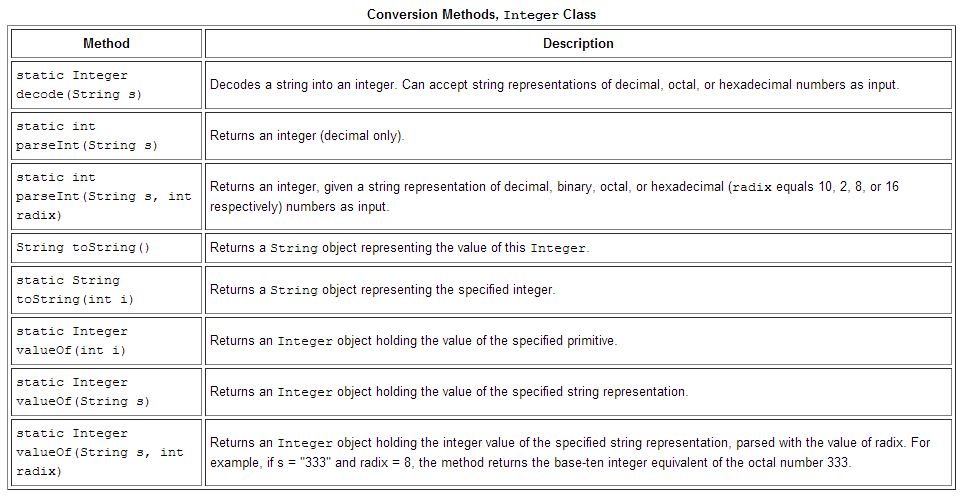 Conversion Methods, Integer Class
Method
Description
static Integer
decode(String s)
Decodes a string into an integer. Can accept string representations of decimal, octal, or hexadecimal numbers as input.
static int
parseInt(String s)
Returns an integer (decimal only).
static int
parseInt(String s, int
radix)
Returns an integer, given a string representation of decimal, binary, octal, or hexadecimal (radix equals 10, 2, 8, or 16
respectively) numbers as input.
String toString()
Returns a String object representing the value of this Integer.
static String
toString(int i)
Returns a String object representing the specified integer.
static Integer
valueOf(int i)
Returns an Integer object holding the value of the specified primitive.
static Integer
valueOf(String s)
Returns an Integer object holding the value of the specified string representation.
static Integer
valueOf(String s, int
radix)
Returns an Integer object holding the integer value of the specified string representation, parsed with the value of radix. For
example, if s = "333" and radix = 8, the method returns the base-ten integer equivalent of the octal number 333.